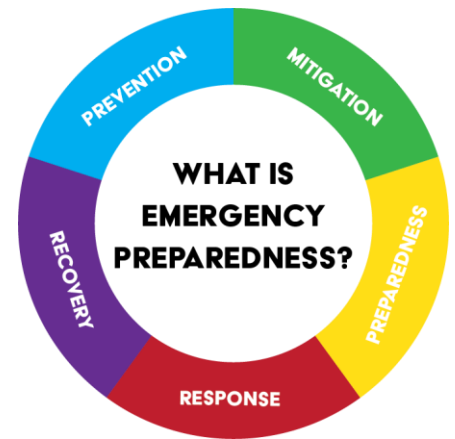 PREVENTION
MITIGATION
WHAT IS
EMERGENCY
PREPAREDNESS?
RECOVERY
PREPAREDNESS
RESPONSE